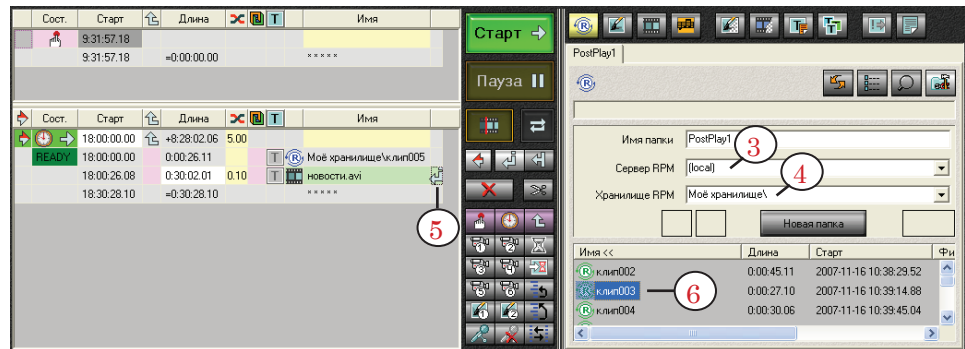 Сост. Старт Длина T Имя
9:31:57.18
9:31:57.18 =0:00:00.00 * * * * *
Сост. Старт Длина T Имя
18:00:00.00 +8:28:02.06 5.00
READY 18:00:00.00 0:00:26.11 T R Моё хранилище\клип005
18:00:26.08 0:30:02.01 0.10 T новости.avi
18:30:28.10 =0:30:28.10 * * * * *
5
Старт
Пауза
PostPlay1
R
edit
Имя папки PostPlay1
3
Сервер RPM (local)
4
Хранилище RPM Моё хранилище\
Новая папка
Имя << Длина Старт Фи
R клип002 0:00:45.11 2007-11-16 10:38:29.52
R клип003 6 0:00:27.10 2007-11-16 10:39:14.88
R клип004 0:00:30.06 2007-11-16 10:39:45.04